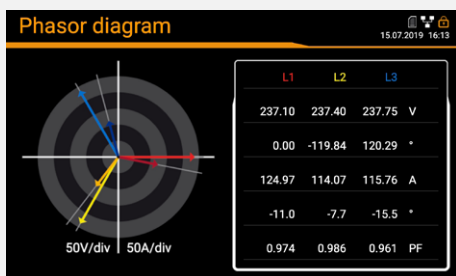 Phasor diagram
15.07.2019 16:13
L1 L2 L3
237.10 237.40 237.75 V
0.00 -119.84 120.29 °
124.97 114.07 115.76 A
-11.0 -7.7 -15.5 °
0.974 0.986 0.961 PF
50V/div 50A/div